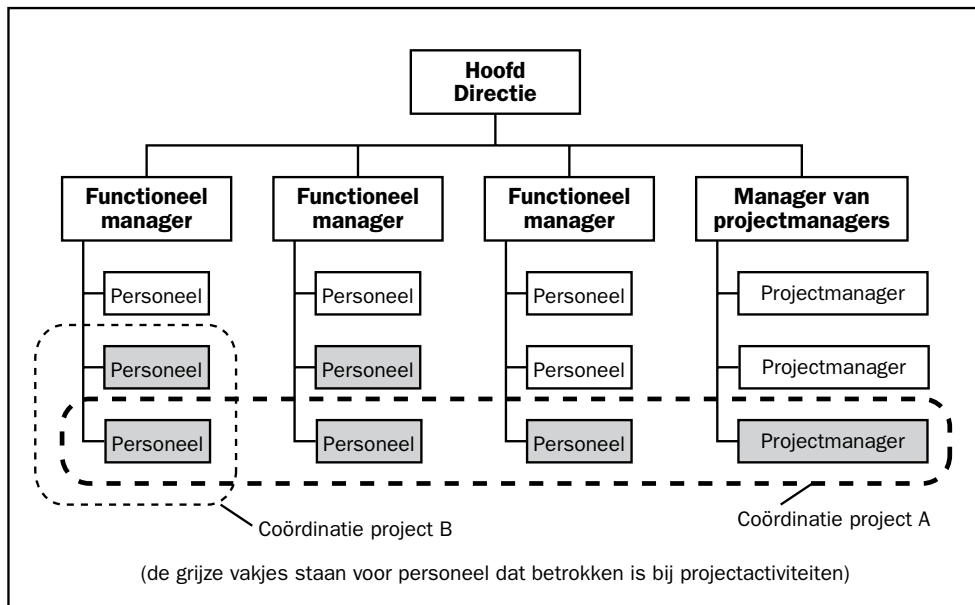 Hoofd
Directie
Functioneel
manager
Functioneel
manager
Functioneel
manager
Manager van
projectmanagers
Personeel
Personeel
Personeel
Projectmanager
Personeel
Personeel
Personeel
Projectmanager
Personeel
Personeel
Personeel
Projectmanager
Coördinatie project B
Coördinatie project A
(de grijze vakjes staan voor personeel dat betrokken is bij projectactiviteiten)